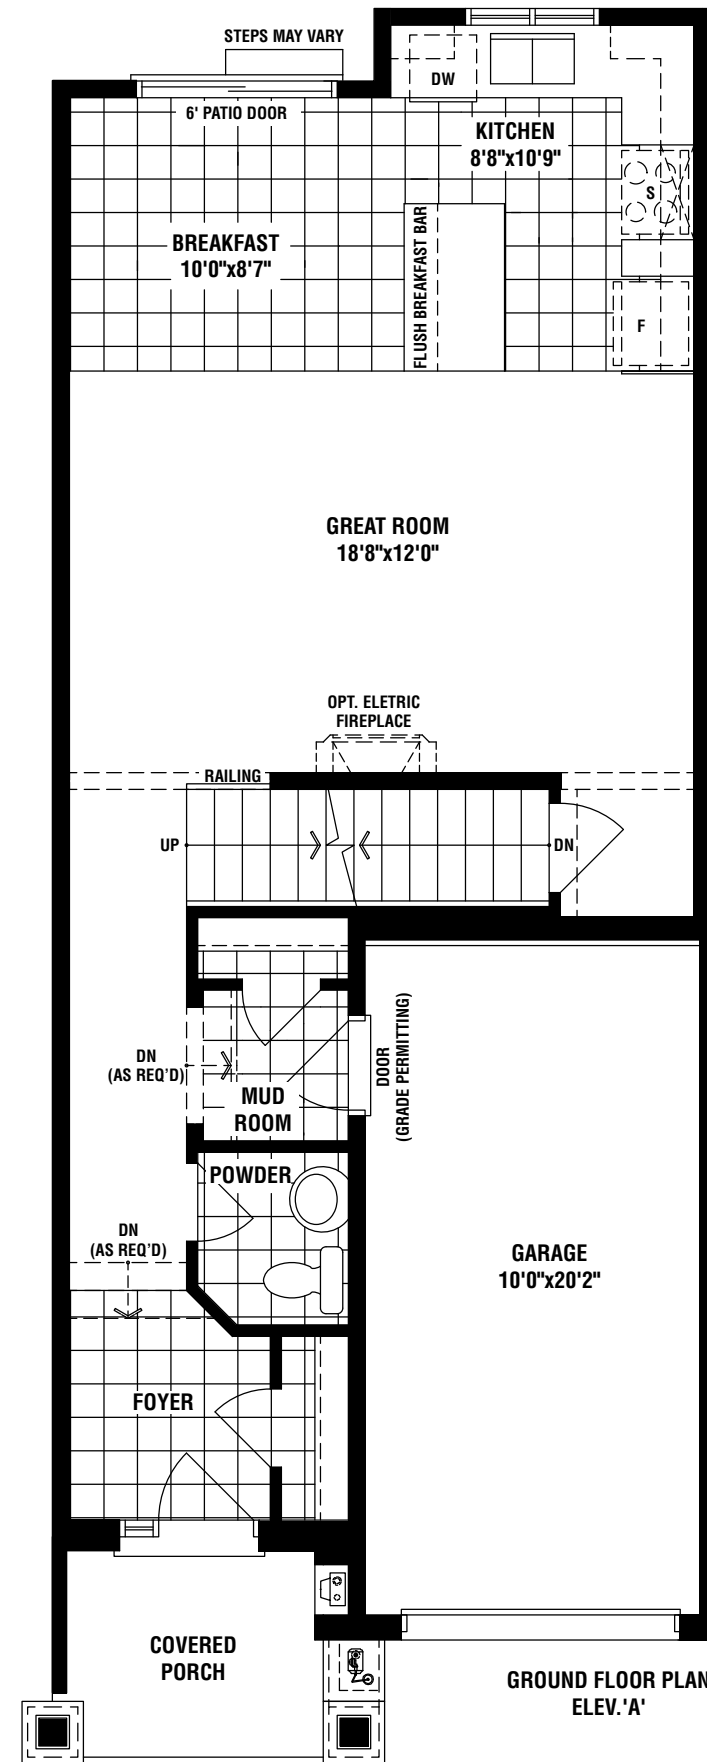 STEPS MAY VARY
DW
6' PATIO DOOR
KITCHEN
8'8"x10'9"
S
BREAKFAST
10'0"x8'7"
FLUSH BREAKFAST BAR
F
GREAT ROOM
18'8"x12'0"
OPT. ELETRIC
FIREPLACE
RAILING
UP
DN
DOOR
(GRADE PERMITTING)
DN
(AS REQ'D)
MUD
ROOM
POWDER
DN
(AS REQ'D)
GARAGE
10'0"x20'2"
FOYER
COVERED
PORCH
GROUND FLOOR PLAN
ELEV.'A'